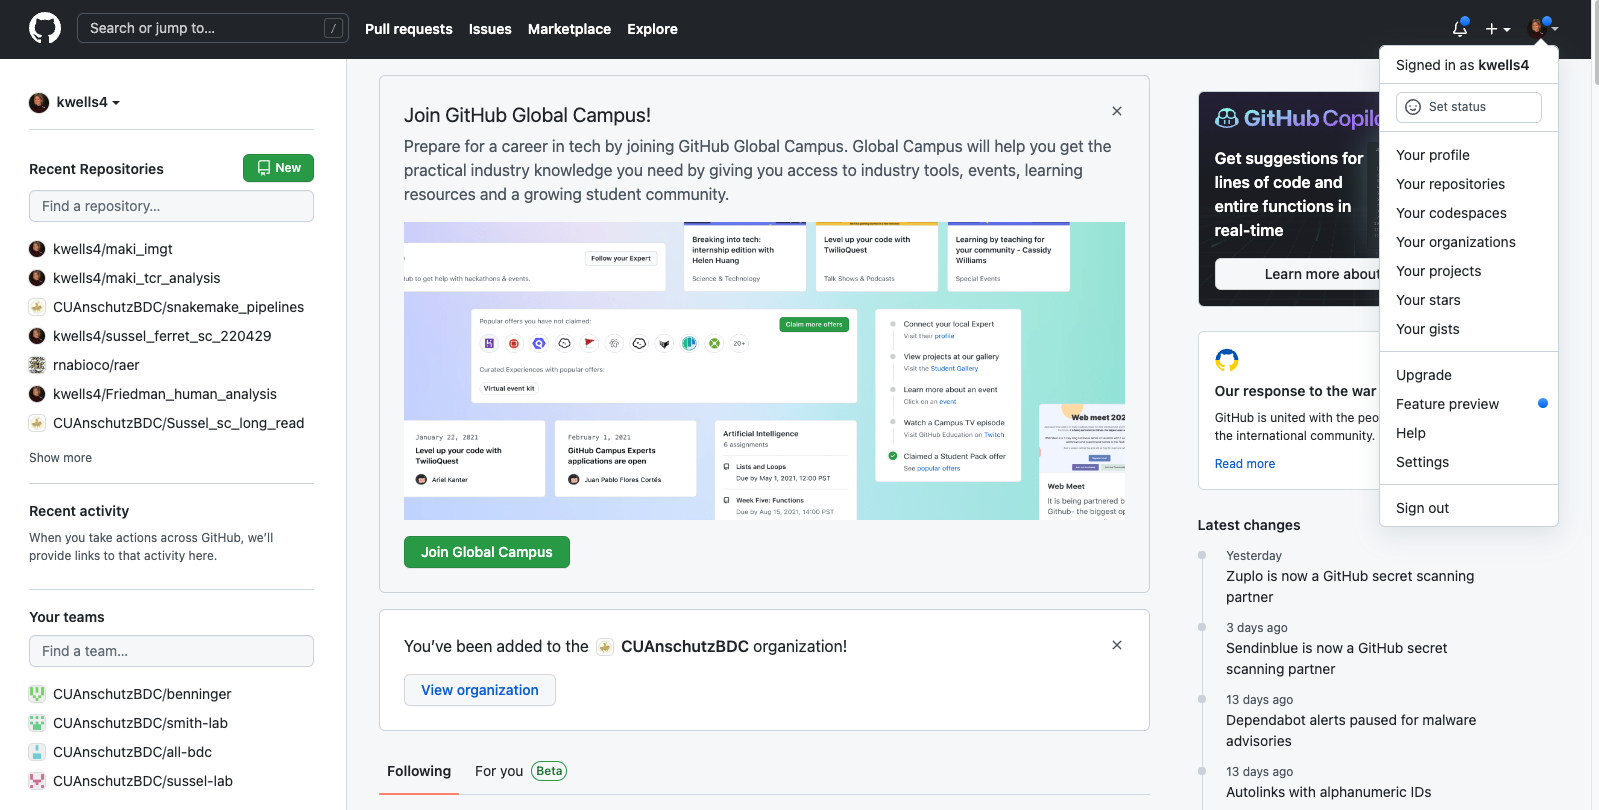 Search or jump to...
/
Pull requests
Issues
Marketplace
Explore
kwells4
Recent Repositories
New
Find a repository...
kwells4/maki_imgt
kwells4/maki_tcr_analysis
CUAnschutzBDC/snakemake_pipelines
kwells4/sussel_ferret_sc_220429
rnabioco/raer
kwells4/Friedman_human_analysis
CUAnschutzBDC/Sussel_sc_long_read
Show more
Recent activity
When you take actions across GitHub, we'll
provide links to that activity here.
Your teams
Find a team...
CUAnschutzBDC/benninger
CUAnschutzBDC/smith-lab
CUAnschutzBDC/all-bdc
CUAnschutzBDC/sussel-lab
Join GitHub Global Campus!
Prepare for a career in tech by joining GitHub Global Campus. Global Campus will help you get the
practical industry knowledge you need by giving you access to industry tools, events, learning
resources and a growing student community.
Follow your Expert
to get help with hackathons & events.
Breaking into tech:
internship edition with
Helen Huang
Science & Technology
Level up your code with
TwilioQuest
Talk Shows & Podcasts
Learning by teaching for
your community - Cassidy
Williams
Special Events
Popular offers you have not claimed:
Claim more offers
20+
Curated Experiences with popular offers:
Virtual event kit
Connect your local Expert
Visit their profile
View projects at our gallery
Visit the Student Gallery
Learn more about an event
Click on an event
Watch a Campus TV episode
Visit GitHub Education on Twitch
Claimed a Student Pack offer
See popular offers
January 22, 2021
Level up your code with
TwilioQuest
Ariel Kanter
February 1, 2021
GitHub Campus Experts
applications are open
Juan Pablo Flores Cortés
Artificial Intelligence
6 assignments
Lists and Loops
Due by May 1, 2021, 12:00 PST
Week Five: Functions
Due by Aug 15, 2021, 14:00 PST
Web meet 202
Web Meet
It is being partnered b
Github- the biggest op
Join Global Campus
You've been added to the CUAnschutzBDC organization!
View organization
Following
For you
Beta
GitHub Copilo
Get suggestions for
lines of code and
entire functions in
real-time
Learn more about
Our response to the war
GitHub is united with the peo
the international community.
Read more
Latest changes
Yesterday
Zuplo is now a GitHub secret scanning
partner
3 days ago
Sendinblue is now a GitHub secret
scanning partner
13 days ago
Dependabot alerts paused for malware
advisories
13 days ago
Autolinks with alphanumeric IDs
Signed in as kwells4
Set status
Your profile
Your repositories
Your codespaces
Your organizations
Your projects
Your stars
Your gists
Upgrade
Feature preview
Help
Settings
Sign out